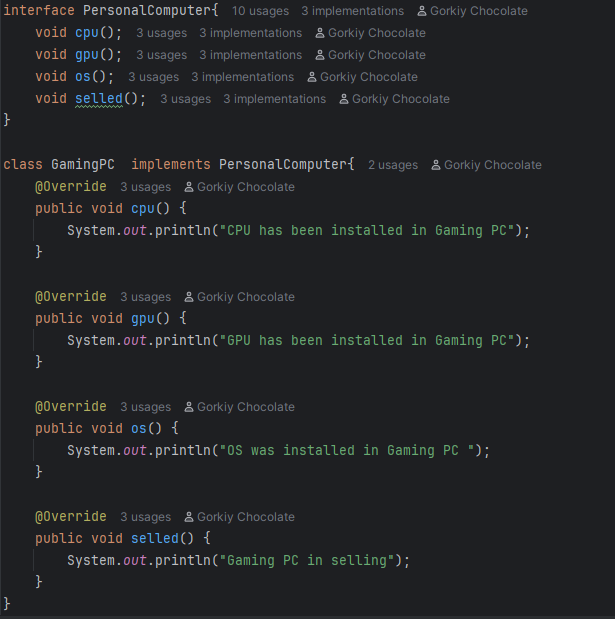 interface PersonalComputer{ 10 usages 3 implementations Gorkiy Chocolate
void cpu(); 3 usages 3 implementations Gorkiy Chocolate
void gpu(); 3 usages 3 implementations Gorkiy Chocolate
void os(); 3 usages 3 implementations Gorkiy Chocolate
void selled(); 3 usages 3 implementations Gorkiy Chocolate
}
class GamingPC  implements PersonalComputer{ 2 usages Gorkiy Chocolate
@Override 3 usages Gorkiy Chocolate
public void cpu() {
System.out.println("CPU has been installed in Gaming PC");
}
@Override 3 usages Gorkiy Chocolate
public void gpu() {
System.out.println("GPU has been installed in Gaming PC");
}
@Override 3 usages Gorkiy Chocolate
public void os() {
System.out.println("OS was installed in Gaming PC ");
}
@Override 3 usages Gorkiy Chocolate
public void selled() {
System.out.println("Gaming PC in selling");
}
}